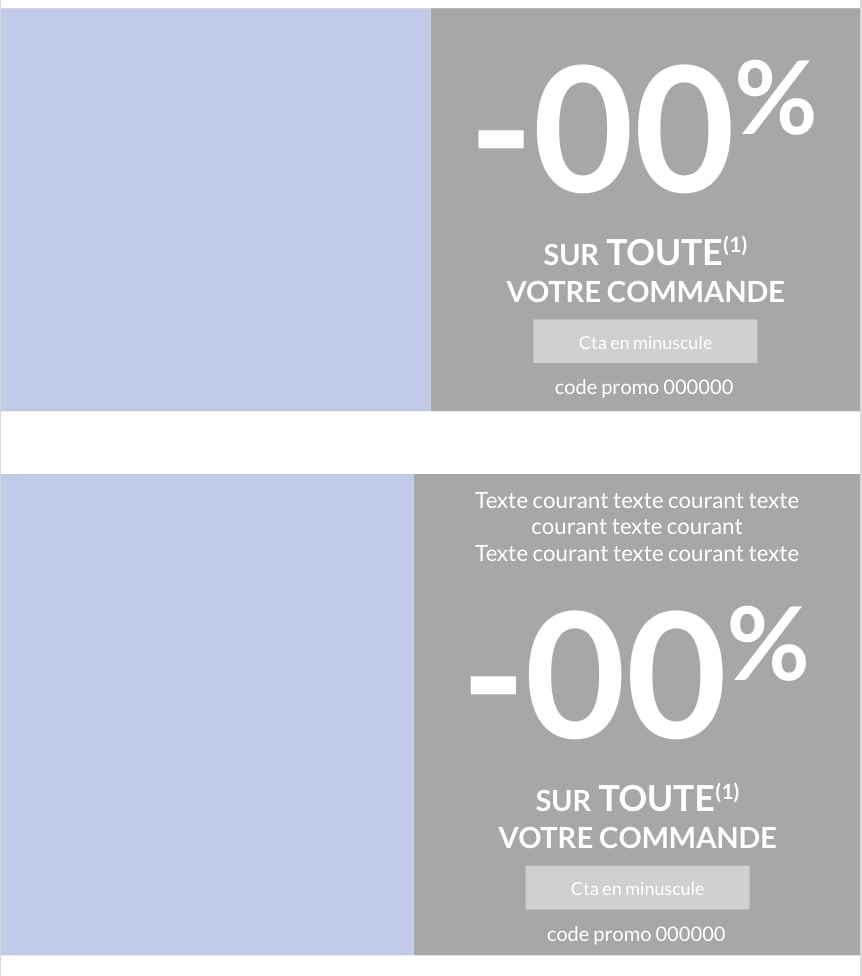 -00%
SUR TOUTE(1)
VOTRE COMMANDE
Cta en minuscule
code promo 000000
Texte courant texte courant texte
courant texte courant
Texte courant texte courant texte
-00%
SUR TOUTE(1)
VOTRE COMMANDE
Cta en minuscule
code promo 000000